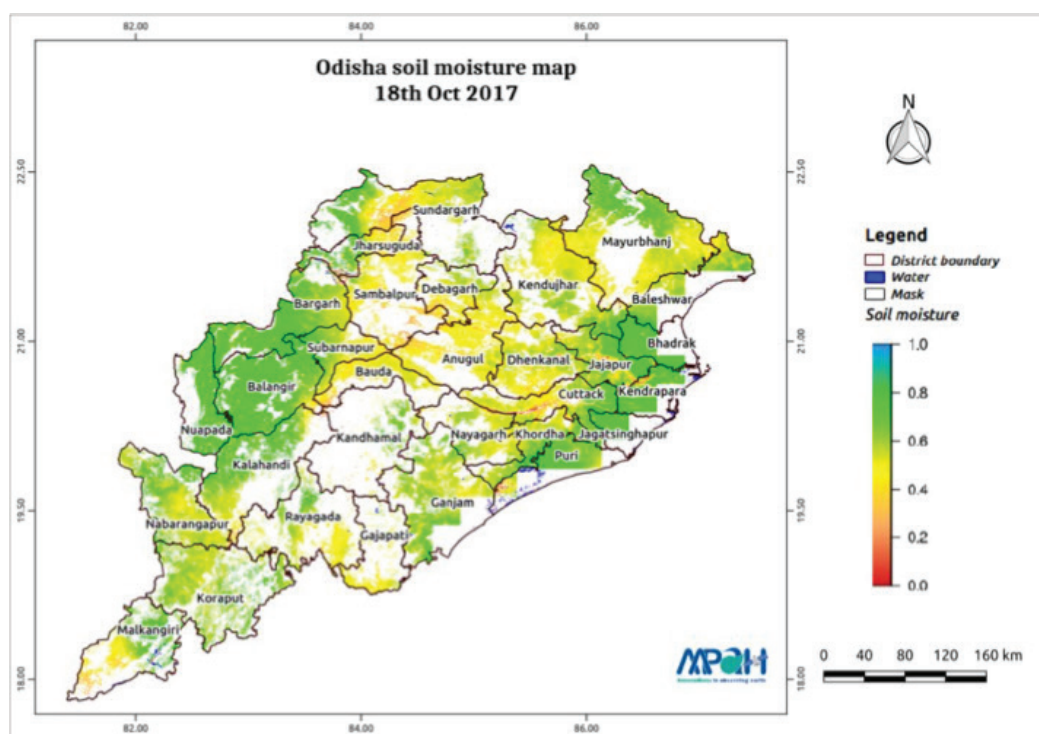 82.00
84.00
86.00
Odisha soil moisture map
18th Oct 2017
N
22.50
22.50
Sundargarh
Mayurbhanj
Jharsuguda
Legend
District boundary
Water
Mask
Soil moisture
Kendujhar
Debagarh
Sambalpur
Baleshwar
Bargarh
21.00
21.00
Bhadrak
Subarnapur
Anugul
Dhenkanal
Jajapur
Bauda
Balangir
Cuttack
Kendrapara
Nuapada
Kandhamal
Nayagarh
Khordha
Jagatsinghapur
Puri
Kalahandi
1.0
0.8
0.6
0.4
0.2
0.0
19.50
19.50
Ganjam
Rayagada
Nabarangapur
Gajapati
Koraput
Malkangiri
18.00
18.00
0 40 80 120 160 km
82.00
84.00
86.00